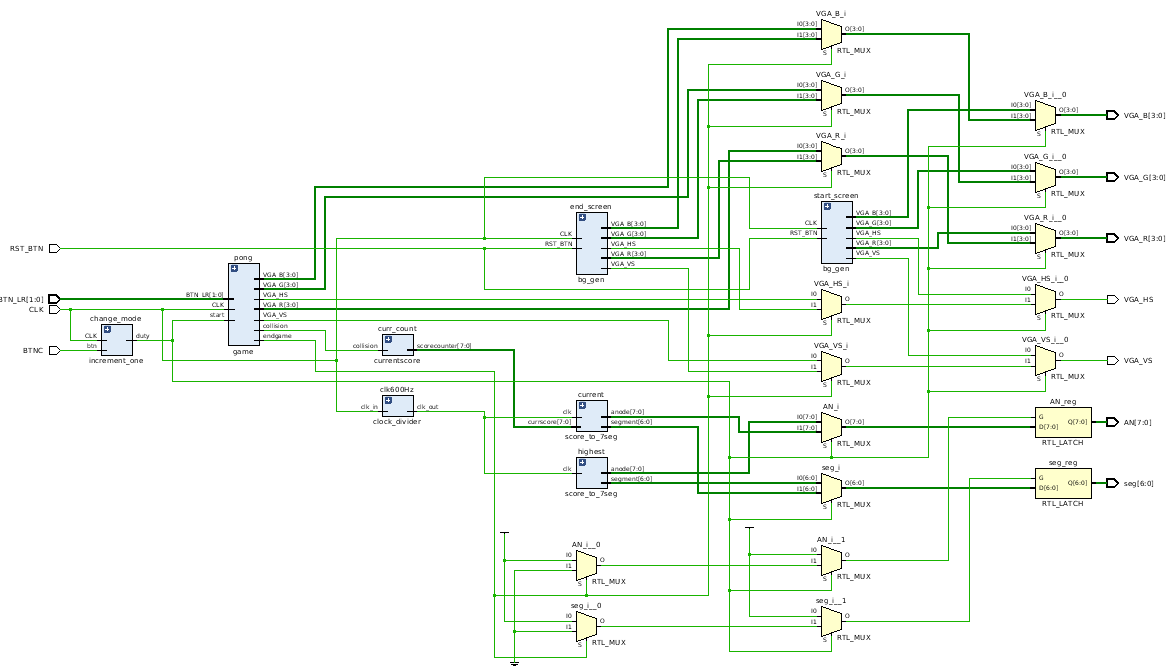 VGA_B_i
I0[3:0]
I1[3:0]
O[3:0]
S
RTL_MUX
VGA_G_i
I0[3:0]
I1[3:0]
O[3:0]
S
RTL_MUX
VGA_R_i
I0[3:0]
I1[3:0]
O[3:0]
S
RTL_MUX
VGA_B_i__0
I0[3:0]
I1[3:0]
O[3:0]
S
RTL_MUX
VGA_B[3:0]
VGA_G_i__0
I0[3:0]
I1[3:0]
O[3:0]
S
RTL_MUX
VGA_G[3:0]
VGA_R_i__0
I0[3:0]
I1[3:0]
O[3:0]
S
RTL_MUX
VGA_R[3:0]
start_screen
CLK
RST_BTN
VGA_B[3:0]
VGA_G[3:0]
VGA_HS
VGA_R[3:0]
VGA_VS
bg_gen
end_screen
CLK
RST_BTN
VGA_B[3:0]
VGA_G[3:0]
VGA_HS
VGA_R[3:0]
VGA_VS
bg_gen
RST_BTN
BTN_LR[1:0]
CLK
BTNC
pong
BTN_LR[1:0]
CLK
start
VGA_B[3:0]
VGA_G[3:0]
VGA_HS
VGA_R[3:0]
VGA_VS
collision
endgame
game
change_mode
CLK
btn
duty
increment_one
curr_count
collision
scorecounter[7:0]
currentscore
clk600Hz
clk_in
clk_out
clock_divider
VGA_HS_i
I0
I1
O
S
RTL_MUX
VGA_HS_i__0
I0
I1
O
S
RTL_MUX
VGA_HS
VGA_VS_i
I0
I1
O
S
RTL_MUX
VGA_VS_i__0
I0
I1
O
S
RTL_MUX
VGA_VS
current
clk
currscore[7:0]
anode[7:0]
segment[6:0]
score_to_7seg
highest
clk
anode[7:0]
segment[6:0]
score_to_7seg
AN_i
I0[7:0]
I1[7:0]
O[7:0]
S
RTL_MUX
AN_reg
G
D[7:0]
Q[7:0]
RTL_LATCH
AN[7:0]
seg_i
I0[6:0]
I1[6:0]
O[6:0]
S
RTL_MUX
seg_reg
G
D[6:0]
Q[6:0]
RTL_LATCH
seg[6:0]
AN_i__0
I0
I1
O
S
RTL_MUX
AN_i__1
I0
I1
O
S
RTL_MUX
seg_i__0
I0
I1
O
S
RTL_MUX
seg_i__1
I0
I1
O
S
RTL_MUX